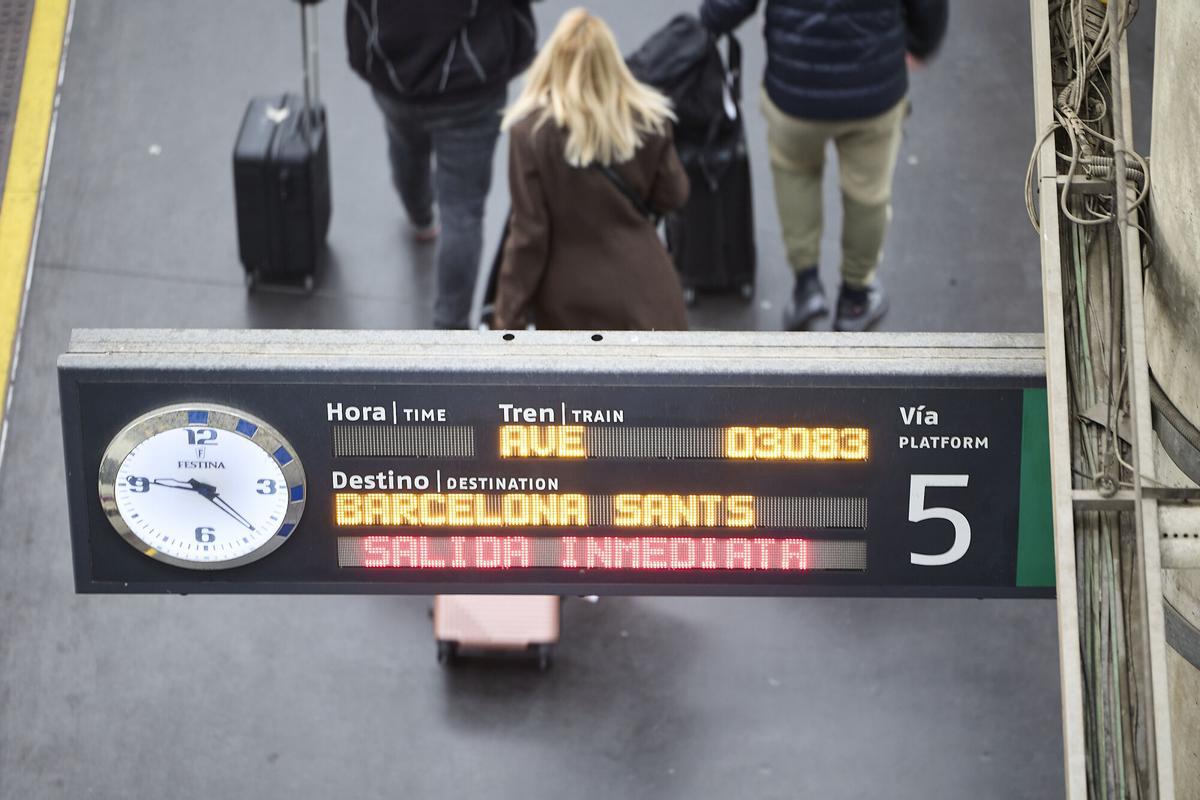 Hora | TIME
Tren | TRAIN
AVE 03083
Destino | DESTINATION
BARCELONA SANTS
SALIDA INMEDIATA
Vía
PLATFORM
5
12
F
FESTINA
9 3
6